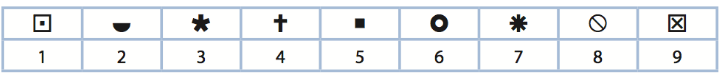 ⊡ ◒ * ✝ ▪ ⭘ ✷ ⃠ ☒
1 2 3 4 5 6 7 8 9